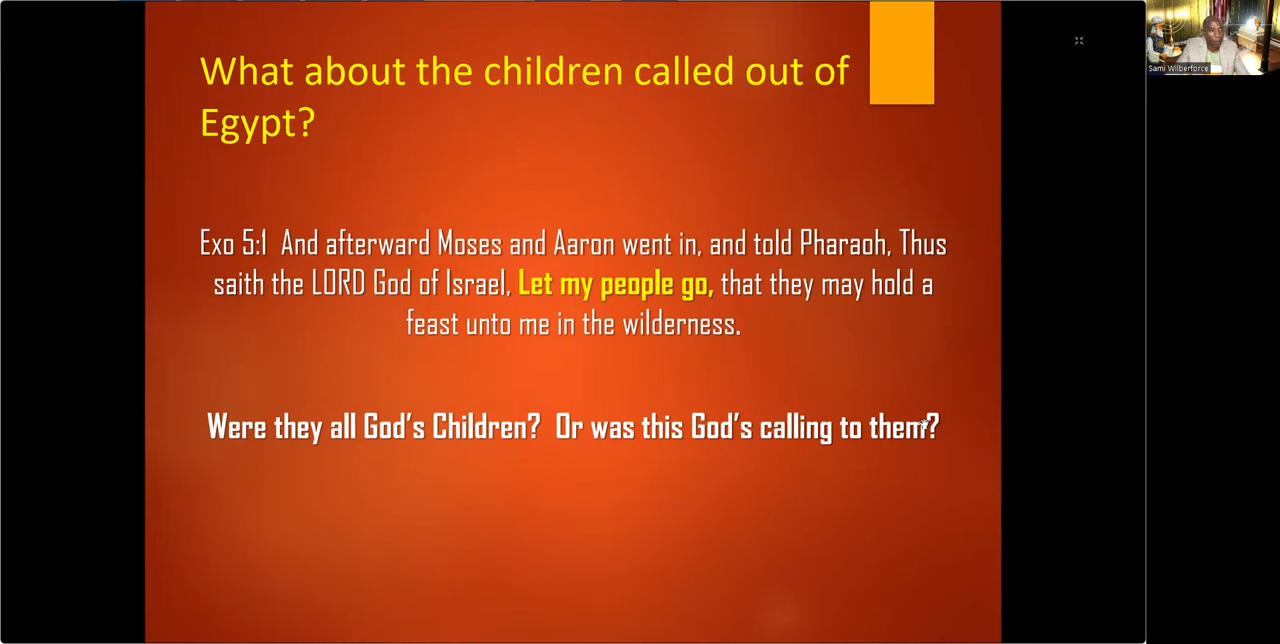 What about the children called out of
Egypt?
Exo 5:1 And afterward Moses and Aaron went in, and told Pharaoh, Thus
saith the LORD God of Israel, Let my people go, that they may hold a
feast unto me in the wilderness.
Were they all God's Children? Or was this God's calling to them?
Sami Wilberforce